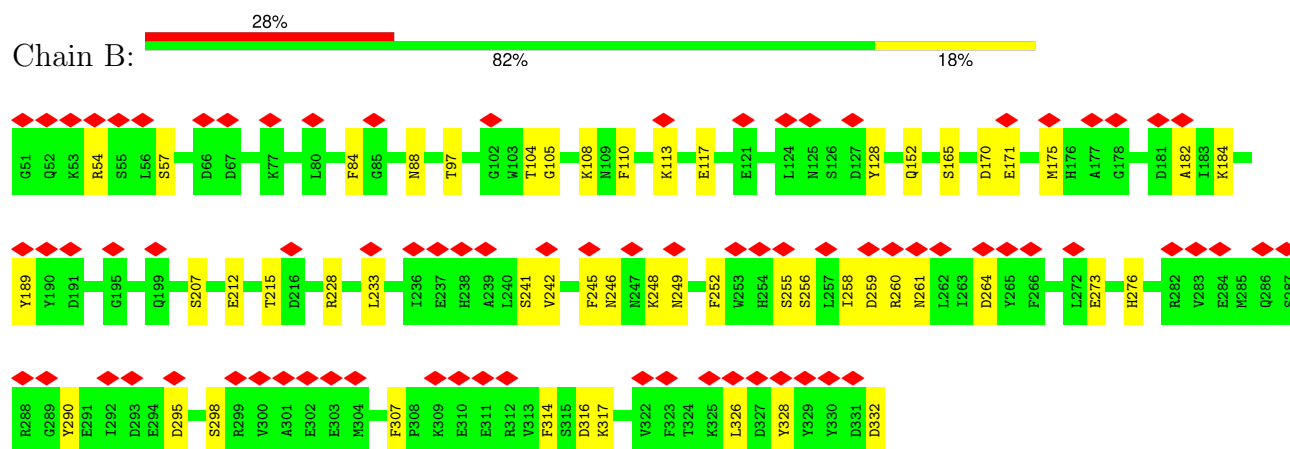 28%
Chain B:
82% 18%
G51 Q52 K53 R54 S55 L56 S57 D66 D67 K77 L80 F84 G85 N88 T97 G102 W103 T104 G105 K108 N109 F110 K113 E117 E121 L124 N125 S126 D127 Y128 Q152 S165 D170 E171 M175 H176 A177 G178 D181 A182 I183 K184
Y189 Y190 D191 G195 Q199 S207 E212 T215 D216 R228 L233 I236 E237 H238 A239 L240 S241 V242 F245 N246 N247 K248 N249 F252 W253 H254 S255 S256 L257 I258 D259 R260 N261 L262 I263 D264 Y265 F266 L272 E273 H276 R282 V283 E284 M285 Q286 S287
R288 G289 Y290 E291 I292 D293 E294 D295 S298 R299 V300 A301 E302 E303 M304 F307 P308 K309 E310 E311 R312 V313 F314 S315 D316 K317 V322 F323 T324 K325 L326 D327 Y328 Y329 Y330 D331 D332